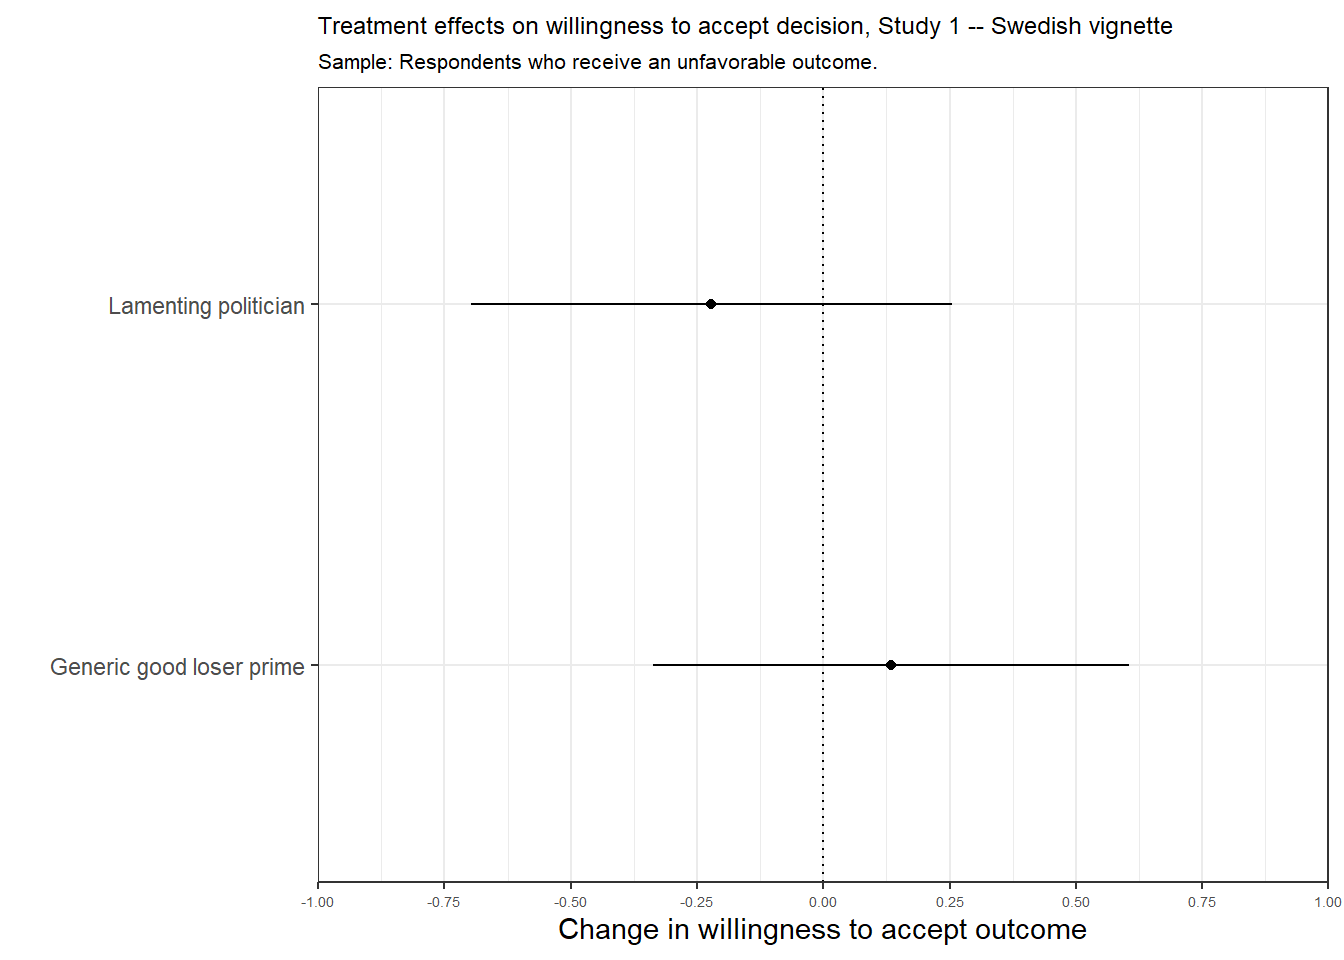 Treatment effects on willingness to accept decision, Study 1 -- Swedish vignette
Sample: Respondents who receive an unfavorable outcome.
Lamenting politician
Generic good loser prime
-1.00 -0.75 -0.50 -0.25 0.00 0.25 0.50 0.75 1.00
Change in willingness to accept outcome